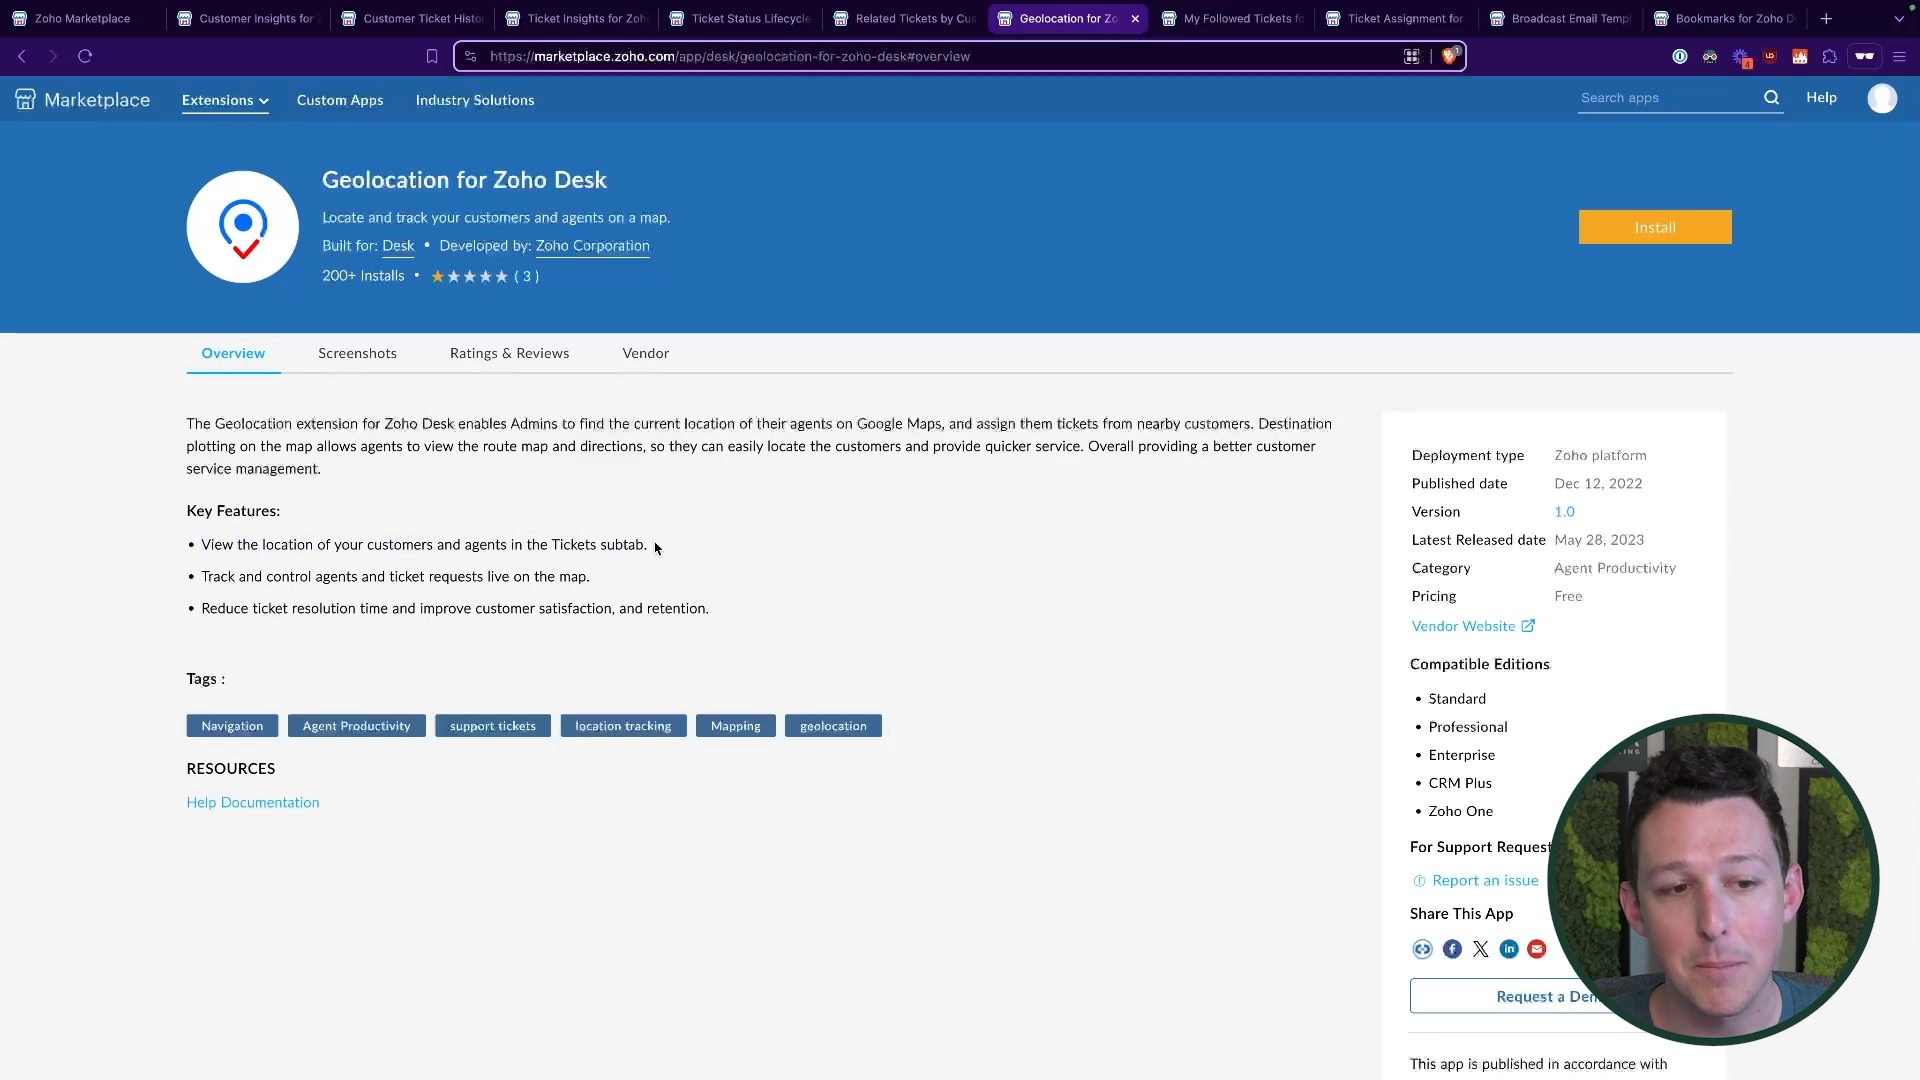 Zoho Marketplace
Customer Insights for
Customer Ticket Histo
Ticket Insights for Zoh
Ticket Status Lifecycle
Related Tickets by Cus
Geolocation for Zo
My Followed Tickets fo
Ticket Assignment for
Broadcast Email Templ
Bookmarks for Zoho D
https://marketplace.zoho.com/app/desk/geolocation-for-zoho-desk#overview
1
4
Marketplace
Extensions
Custom Apps
Industry Solutions
Search apps
Help
Geolocation for Zoho Desk
Locate and track your customers and agents on a map.
Built for: Desk • Developed by: Zoho Corporation
200+ Installs • ( 3 )
Install
Overview
Screenshots
Ratings & Reviews
Vendor
The Geolocation extension for Zoho Desk enables Admins to find the current location of their agents on Google Maps, and assign them tickets from nearby customers. Destination
plotting on the map allows agents to view the route map and directions, so they can easily locate the customers and provide quicker service. Overall providing a better customer
service management.
Key Features:
• View the location of your customers and agents in the Tickets subtab.
• Track and control agents and ticket requests live on the map.
• Reduce ticket resolution time and improve customer satisfaction, and retention.
Tags :
Navigation
Agent Productivity
support tickets
location tracking
Mapping
geolocation
RESOURCES
Help Documentation
Deployment type Zoho platform
Published date Dec 12, 2022
Version 1.0
Latest Released date May 28, 2023
Category Agent Productivity
Pricing Free
Vendor Website
Compatible Editions
• Standard
• Professional
• Enterprise
• CRM Plus
• Zoho One
For Support Request
Report an issue
Share This App
Request a Dem
This app is published in accordance with